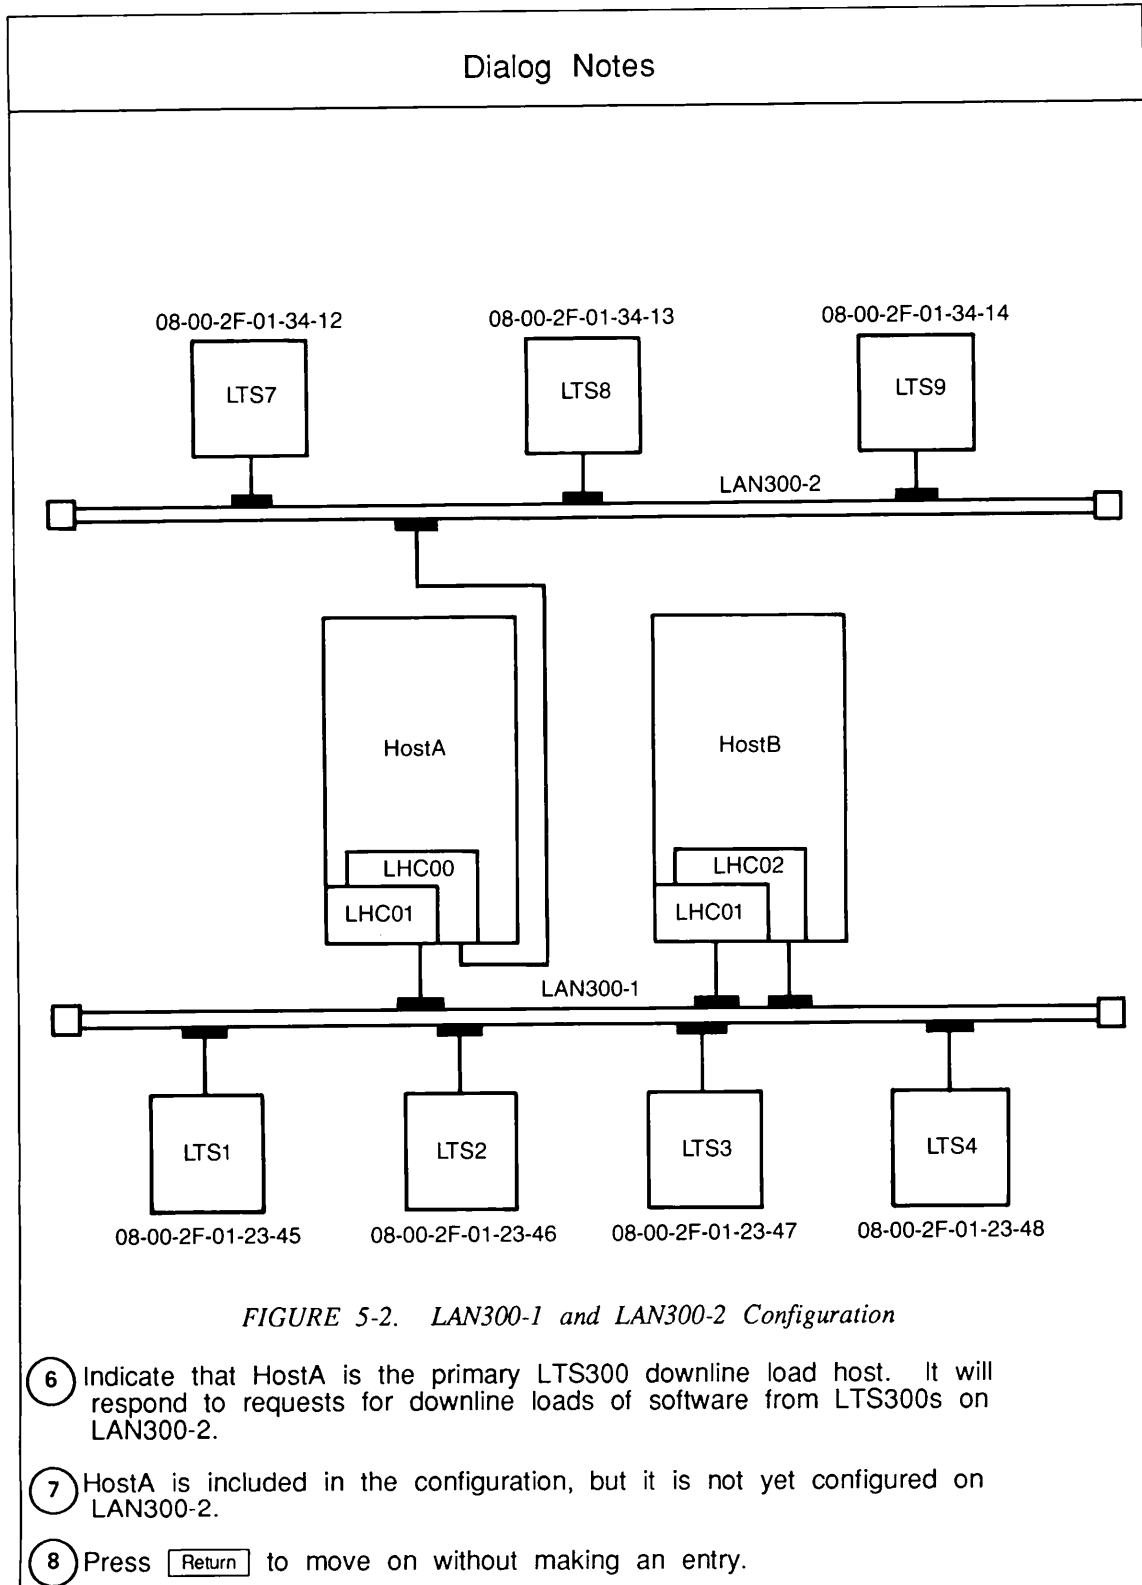 Dialog Notes
08-00-2F-01-34-12
08-00-2F-01-34-13
08-00-2F-01-34-14
LTS7
LTS8
LTS9
LAN300-2
HostA
HostB
LHC00
LHC01
LHC02
LHC01
LAN300-1
LTS1
LTS2
LTS3
LTS4
08-00-2F-01-23-45
08-00-2F-01-23-46
08-00-2F-01-23-47
08-00-2F-01-23-48
FIGURE 5-2. LAN300-1 and LAN300-2 Configuration
6 Indicate that HostA is the primary LTS300 downline load host. It will
respond to requests for downline loads of software from LTS300s on
LAN300-2.
7 HostA is included in the configuration, but it is not yet configured on
LAN300-2.
8 Press Return to move on without making an entry.